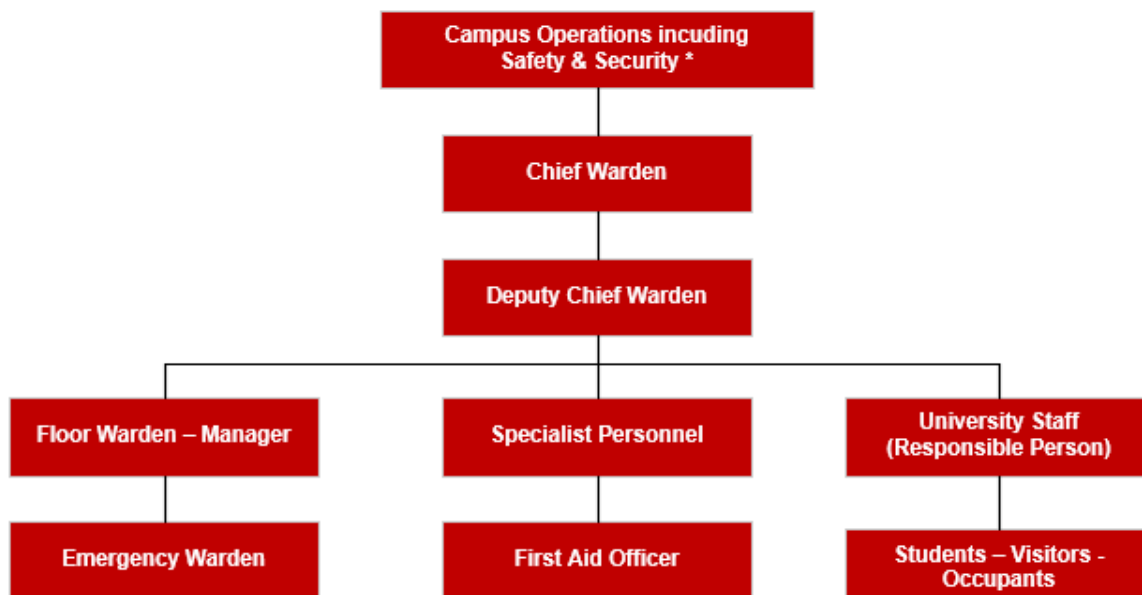 Campus Operations incuding
Safety & Security *
Chief Warden
Deputy Chief Warden
Floor Warden – Manager
Specialist Personnel
University Staff
(Responsible Person)
Emergency Warden
First Aid Officer
Students – Visitors -
Occupants